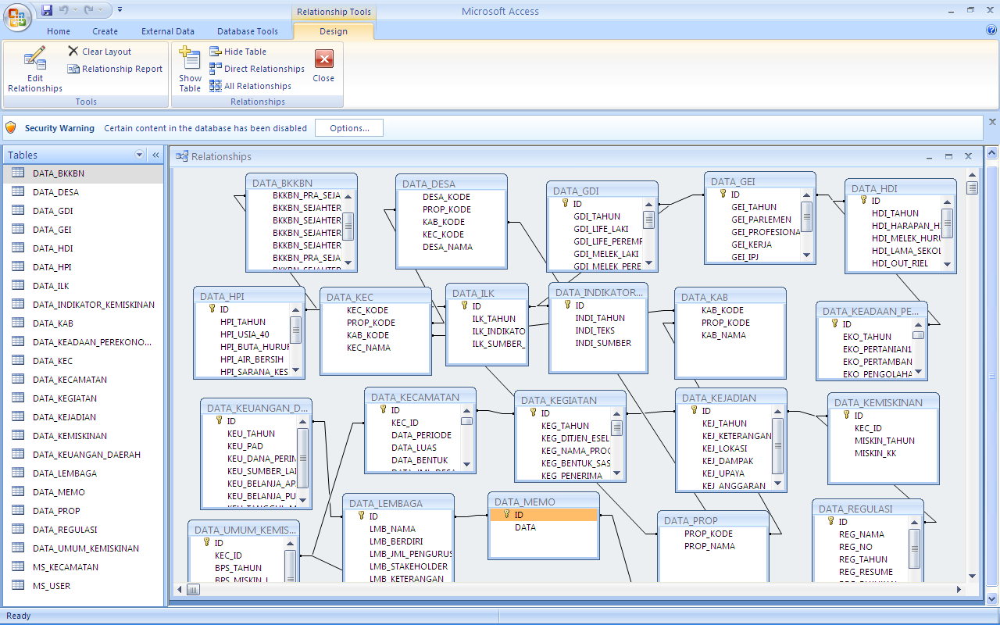 Relationship Tools
Microsoft Access
Home
Create
External Data
Database Tools
Design
Edit Relationships
Clear Layout
Relationship Report
Tools
Show Table
Hide Table
Direct Relationships
All Relationships
Close
Relationships
Security Warning
Certain content in the database has been disabled
Options...
Tables
DATA_BKKBN
DATA_DESA
DATA_GDI
DATA_GEI
DATA_HDI
DATA_HPI
DATA_ILK
DATA_INDIKATOR_KEMISKINAN
DATA_KAB
DATA_KEADAAN_PEREKONO...
DATA_KEC
DATA_KECAMATAN
DATA_KEGIATAN
DATA_KEJADIAN
DATA_KEMISKINAN
DATA_KEUANGAN_DAERAH
DATA_LEMBAGA
DATA_MEMO
DATA_PROP
DATA_REGULASI
DATA_UMUM_KEMISKINAN
MS_KECAMATAN
MS_USER
Relationships
DATA_BKKBN
BKKBN_PRA_SEJA
BKKBN_SEJAHTER
BKKBN_SEJAHTER
BKKBN_SEJAHTER
BKKBN_SEJAHTER
BKKBN_PRA_SEJA
DATA_DESA
DESA_KODE
PROP_KODE
KAB_KODE
KEC_KODE
DESA_NAMA
DATA_GDI
ID
GDI_TAHUN
GDI_LIFE_LAKI
GDI_LIFE_PEREMF
GDI_MELEK_LAKI
GDI_MELEK_PERE
DATA_GEI
ID
GEI_TAHUN
GEI_PARLEMEN
GEI_PROFESIONA
GEI_KERJA
GEI_IPJ
DATA_HDI
ID
HDI_TAHUN
HDI_HARAPAN_HI
HDI_MELEK_HURU
HDI_LAMA_SEKOL
HDI_OUT_RIEL
DATA_HPI
ID
HPI_TAHUN
HPI_USIA_40
HPI_BUTA_HURUF
HPI_AIR_BERSIH
HPI_SARANA_KES
DATA_KEC
KEC_KODE
PROP_KODE
KAB_KODE
KEC_NAMA
DATA_ILK
ID
ILK_TAHUN
ILK_INDIKATO
ILK_SUMBER_
DATA_INDIKATOR...
ID
INDI_TAHUN
INDI_TEKS
INDI_SUMBER
DATA_KAB
KAB_KODE
PROP_KODE
KAB_NAMA
DATA_KEADAAN_PE...
ID
EKO_TAHUN
EKO_PERTANIAN1
EKO_PERTAMBAN
EKO_PENGOLAHA
DATA_KEUANGAN_D...
ID
KEU_TAHUN
KEU_PAD
KEU_DANA_PERIM
KEU_SUMBER_LAI
KEU_BELANJA_AP
KEU_BELANJA_PU
DATA_KECAMATAN
ID
KEC_ID
DATA_PERIODE
DATA_LUAS
DATA_BENTUK
DATA_KEGIATAN
ID
KEG_TAHUN
KEG_DITJEN_ESEL
KEG_NAMA_PROG
KEG_BENTUK_SAS
KEG_PENERIMA
DATA_KEJADIAN
ID
KEJ_TAHUN
KEJ_KETERANGAN
KEJ_LOKASI
KEJ_DAMPAK
KEJ_UPAYA
KEJ_ANGGARAN
DATA_KEMISKINAN
ID
KEC_ID
MISKIN_TAHUN
MISKIN_KK
DATA_UMUM_KEMIS...
ID
KEC_ID
BPS_TAHUN
BPS_MISKIN_J
DATA_LEMBAGA
ID
LMB_NAMA
LMB_BERDIRI
LMB_JML_PENGURUS
LMB_STAKEHOLDER
LMB_KETERANGAN
DATA_MEMO
ID
DATA
DATA_PROP
PROP_KODE
PROP_NAMA
DATA_REGULASI
ID
REG_NAMA
REG_NO
REG_TAHUN
REG_RESUME
Ready